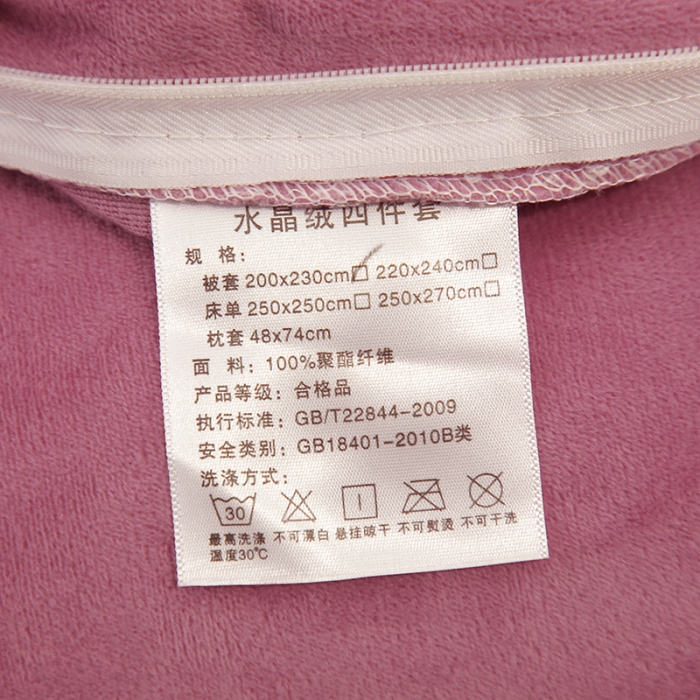 水晶绒四件套
规 格：
被套 200x230cm☑ 220x240cm□
床单 250x250cm□ 250x270cm□
枕套 48x74cm
面 料：100%聚酯纤维
产品等级：合格品
执行标准：GB/T22844-2009
安全类别：GB18401-2010B类
洗涤方式：
30
最高洗涤 不可漂白 悬挂晾干 不可熨烫 不可干洗
温度30℃